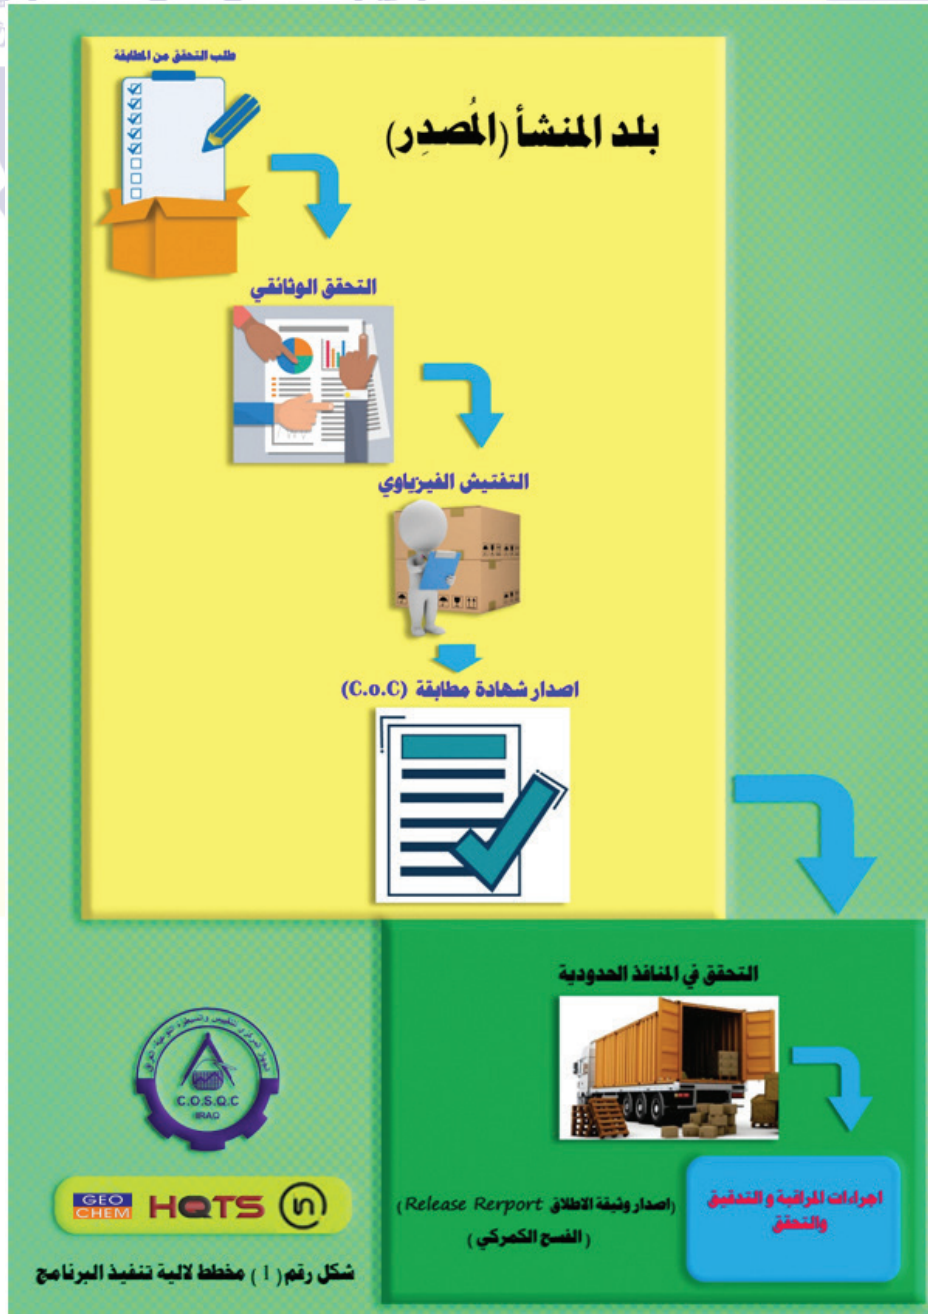 طلب التحقق من المطابقة
بلد المنشأ (المُصدِر)
التحقق الوثائقي
التفتيش الفيزياوي
اصدار شهادة مطابقة (C.o.C)
التحقق في المنافذ الحدودية
اجراءات المراقبة و التدقيق
والتحقق
(اصدار وثيقة الاطلاق Release Rerport)
(الفسح الكمركي)
C.O.S.Q.C
IRAQ
GEO
CHEM
HQTS
in
شكل رقم (1) مخطط لالية تنفيذ البرنامج